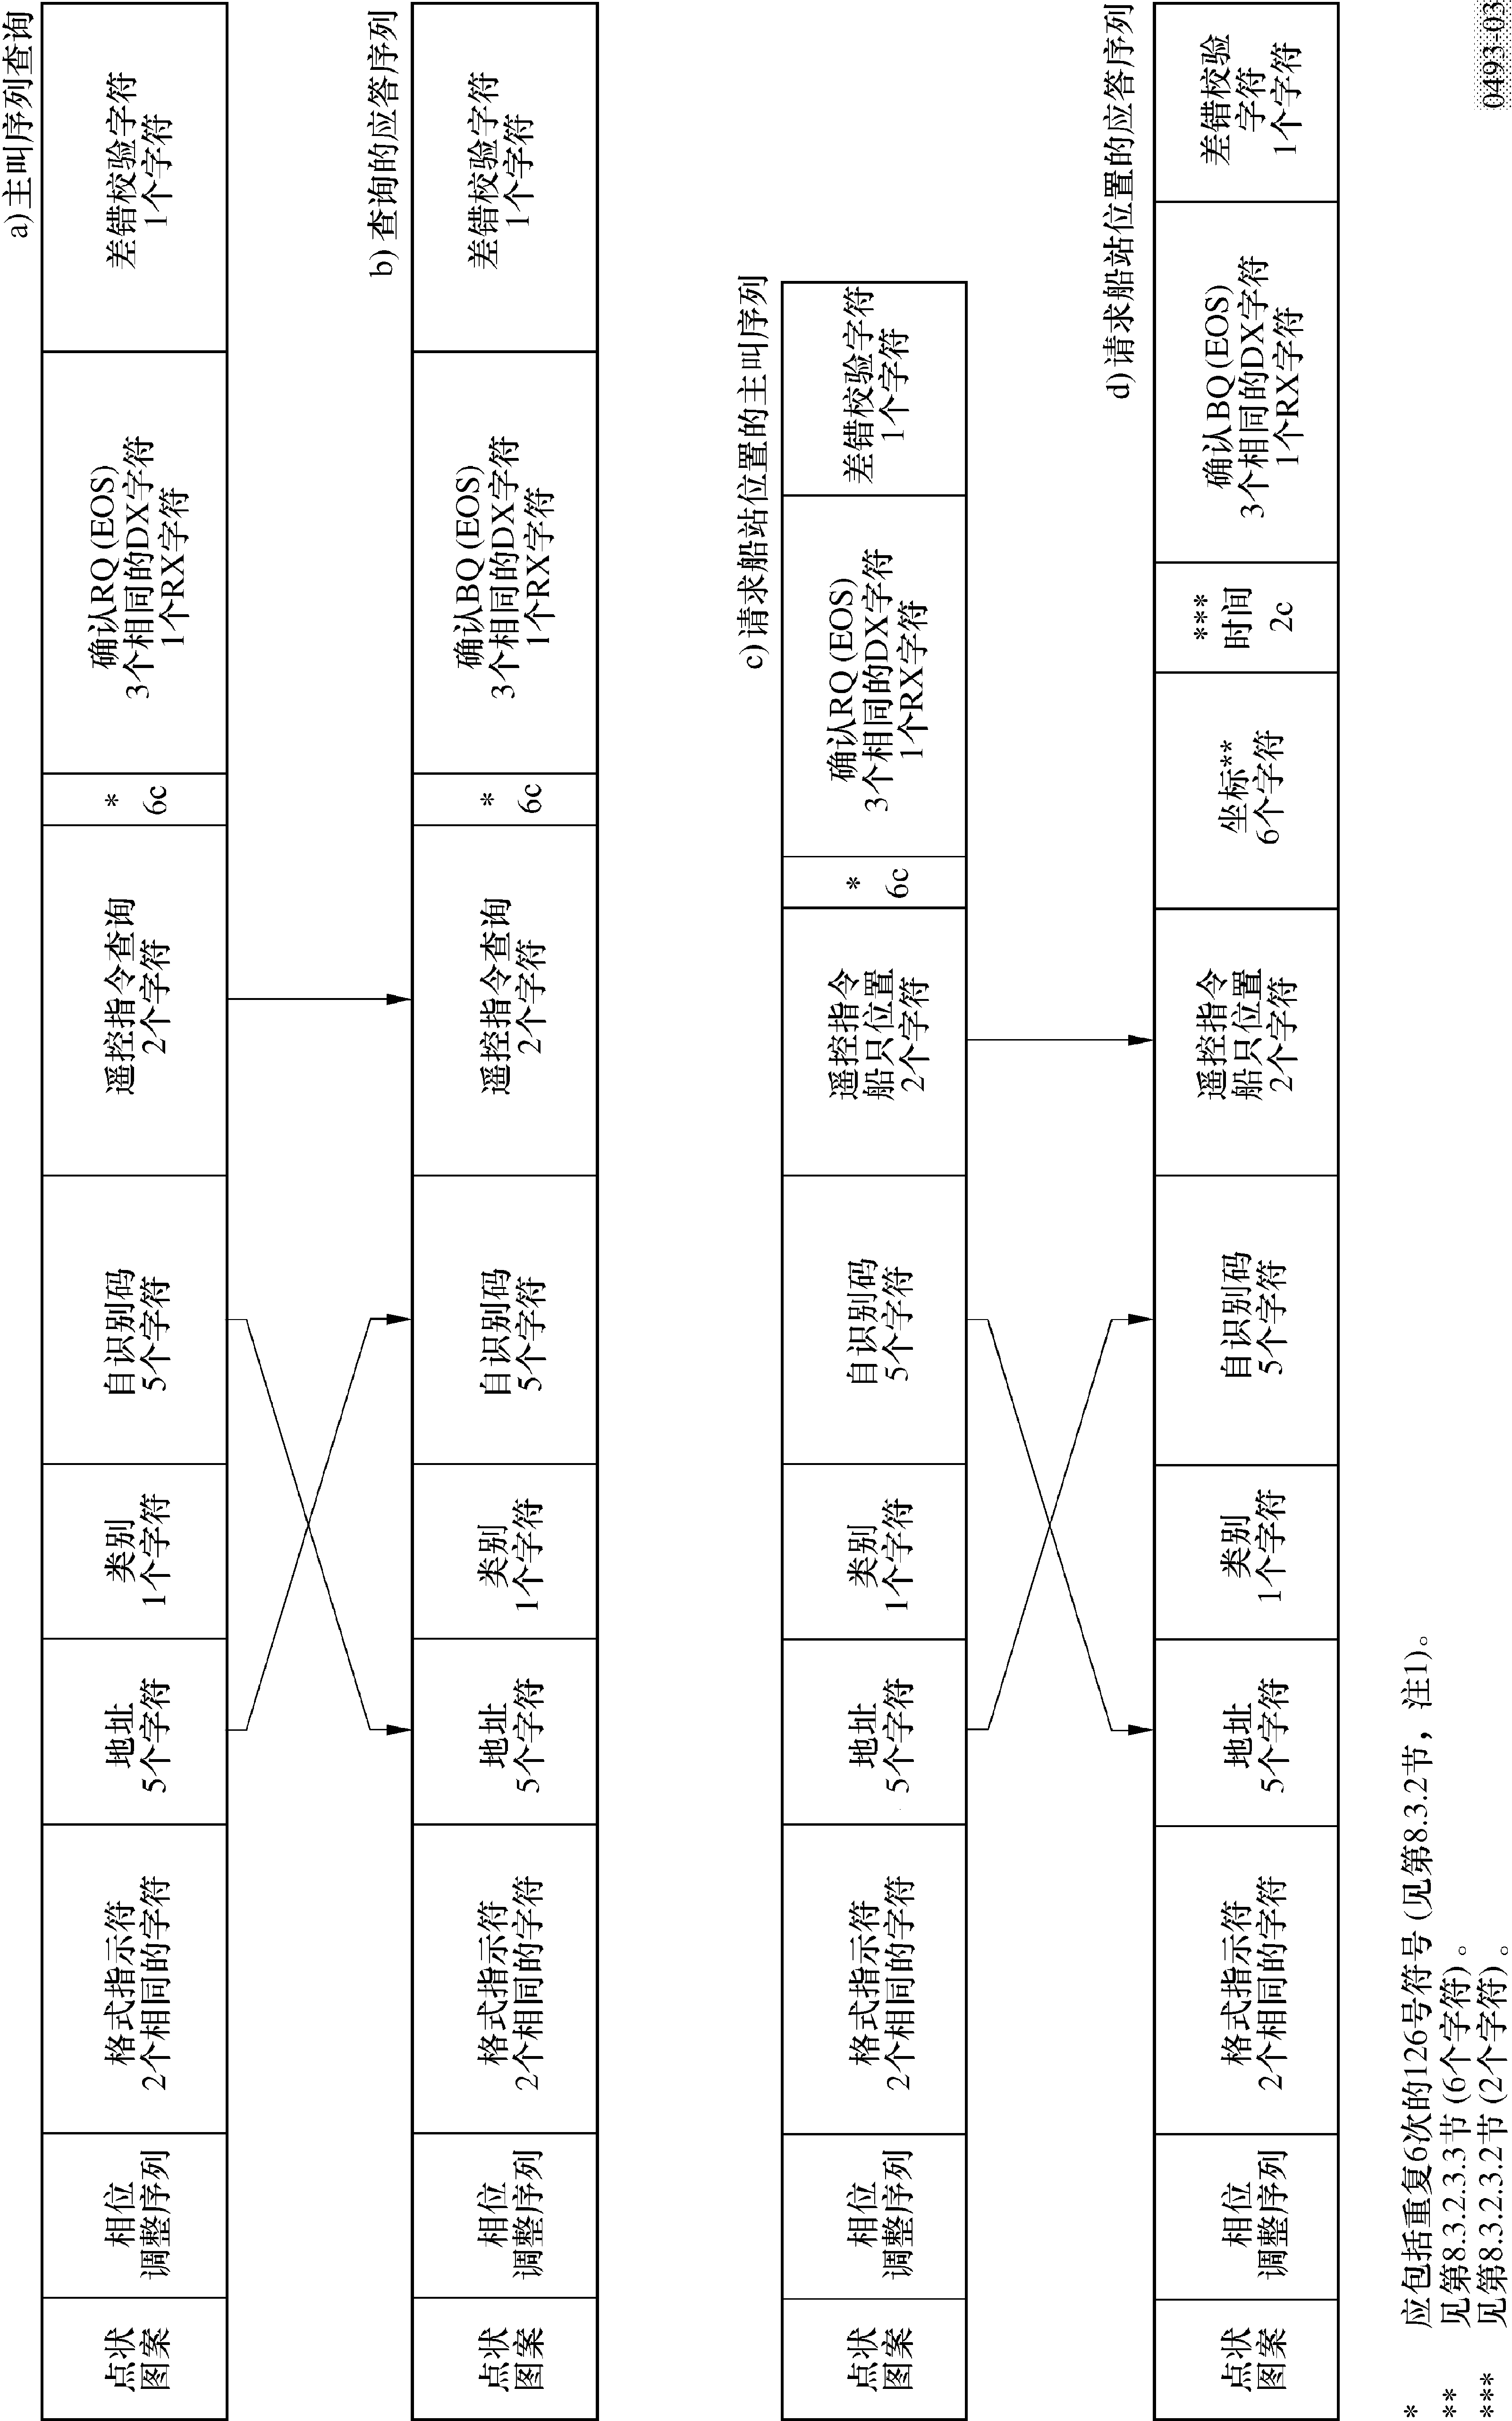 a)主叫序列查询
点状
图案
相位
调整序列
格式指示符
2个相同的字符
地址
5个字符
类别
1个字符
自识别码
5个字符
遥控指令查询
2个字符
*
6c
确认RQ (EOS)
3个相同的DX字符
1个RX字符
差错校验字符
1个字符
b)查询的应答序列
点状
图案
相位
调整序列
格式指示符
2个相同的字符
地址
5个字符
类别
1个字符
自识别码
5个字符
遥控指令查询
2个字符
*
6c
确认BQ (EOS)
3个相同的DX字符
1个RX字符
差错校验字符
1个字符
c)请求船站位置的主叫序列
点状
图案
相位
调整序列
格式指示符
2个相同的字符
地址
5个字符
类别
1个字符
自识别码
5个字符
遥控指令
船只位置
2个字符
*
6c
确认RQ (EOS)
3个相同的DX字符
1个RX字符
差错校验字符
1个字符
d)请求船站位置的应答序列
点状
图案
相位
调整序列
格式指示符
2个相同的字符
地址
5个字符
类别
1个字符
自识别码
5个字符
遥控指令
船只位置
2个字符
坐标**
6个字符
***
时间
2c
确认BQ (EOS)
3个相同的DX字符
1个RX字符
差错校验
字符
1个字符
* 应包括重复6次的126号符号 (见第8.3.2节，注1)。
** 见第8.3.2.3.3节 (6个字符)。
*** 见第8.3.2.3.2节 (2个字符)。
0493-03